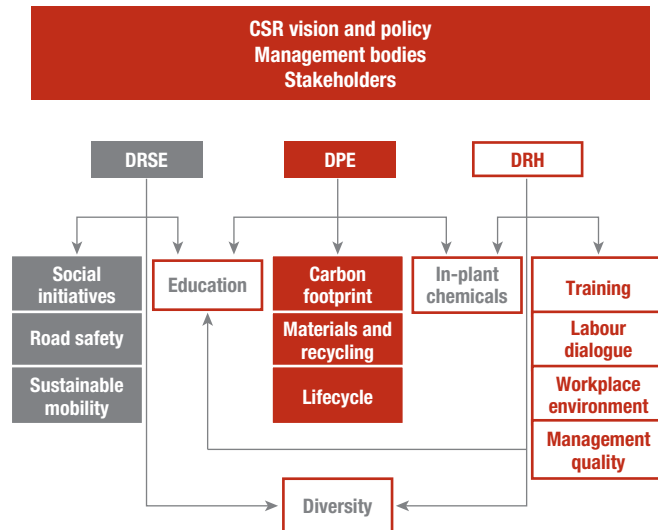 CSR vision and policy
Management bodies
Stakeholders
DRSE
DPE
DRH
Social
initiatives
Education
Carbon
footprint
In-plant
chemicals
Training
Road safety
Materials and
recycling
Labour
dialogue
Sustainable
mobility
Lifecycle
Workplace
environment
Management
quality
Diversity